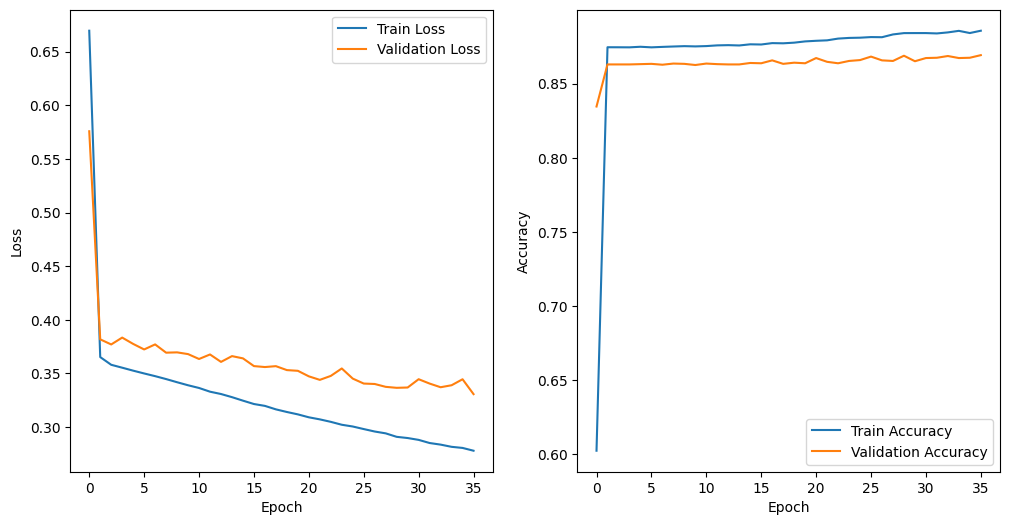 Train Loss
Validation Loss
0.65
0.60
0.55
0.50
0.45
0.40
0.35
0.30
Loss
0 5 10 15 20 25 30 35
Epoch
0.85
0.80
0.75
0.70
0.65
0.60
Accuracy
Train Accuracy
Validation Accuracy
0 5 10 15 20 25 30 35
Epoch